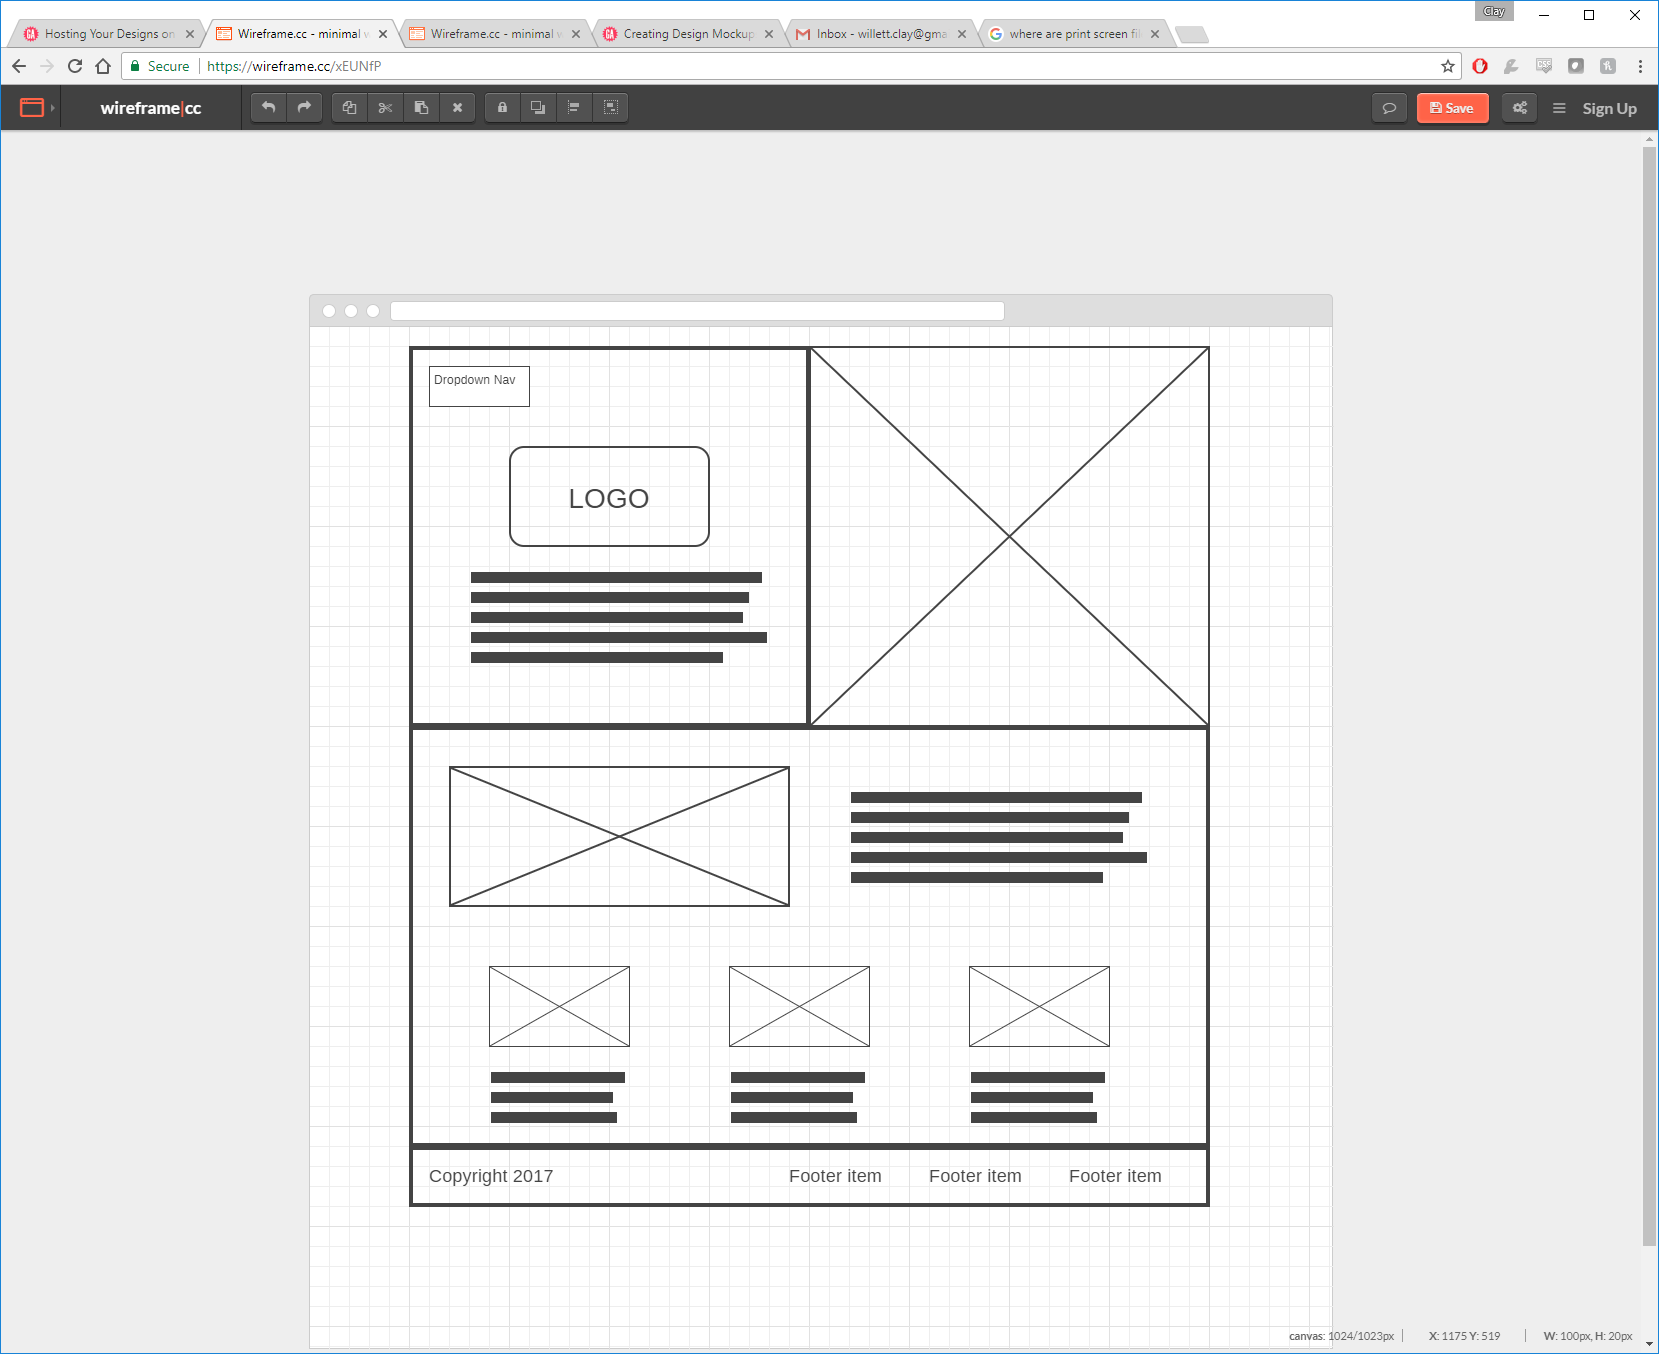 Clay
Hosting Your Designs on
Wireframe.cc - minimal w
Wireframe.cc - minimal w
Creating Design Mockup
Inbox - willett.clay@gma
where are print screen fil
Secure https://wireframe.cc/xEUNfP
wireframe|cc
Save
Sign Up
Dropdown Nav
LOGO
Copyright 2017 Footer item Footer item Footer item
canvas: 1024/1023px X: 1175 Y: 519 W: 100px, H: 20px